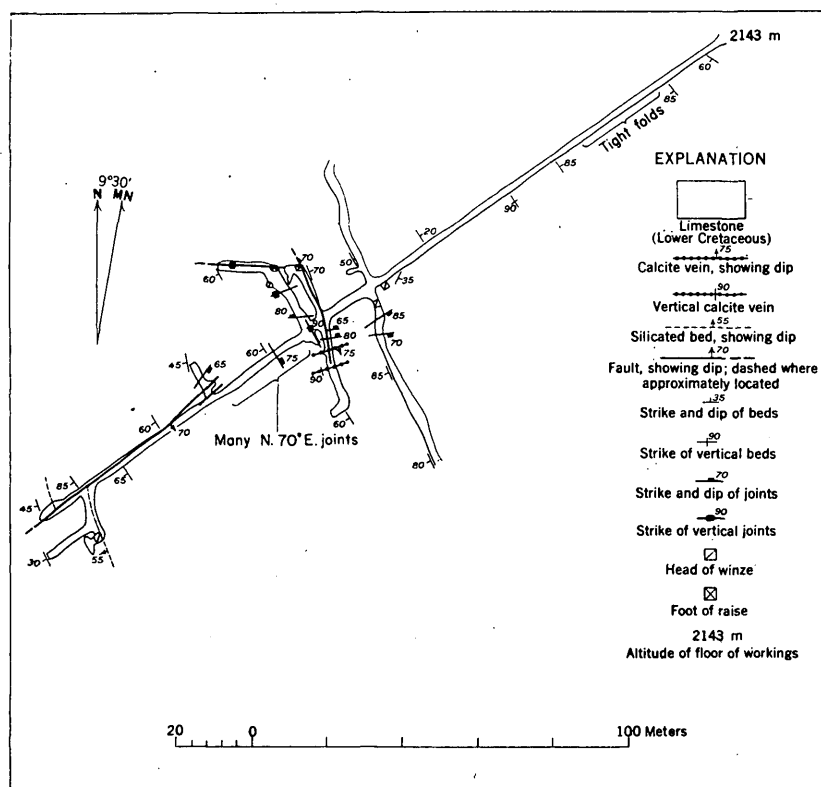 2143 m
60
85
Tight folds
85
90
20
9°30'
N MN
EXPLANATION
Limestone
(Lower Cretaceous)
75
Calcite vein, showing dip
90
Vertical calcite vein
55
Silicated bed, showing dip
70
Fault, showing dip; dashed where
approximately located
35
Strike and dip of beds
90
Strike of vertical beds
70
Strike and dip of joints
90
Strike of vertical joints
Head of winze
Foot of raise
2143 m
Altitude of floor of workings
50
35
70
70
60
80
90
65
80
75
85
70
60
75
90
85
45
65
60
Many N. 70° E. joints
60
70
80
85
65
45
30
55
20 0 100 Meters